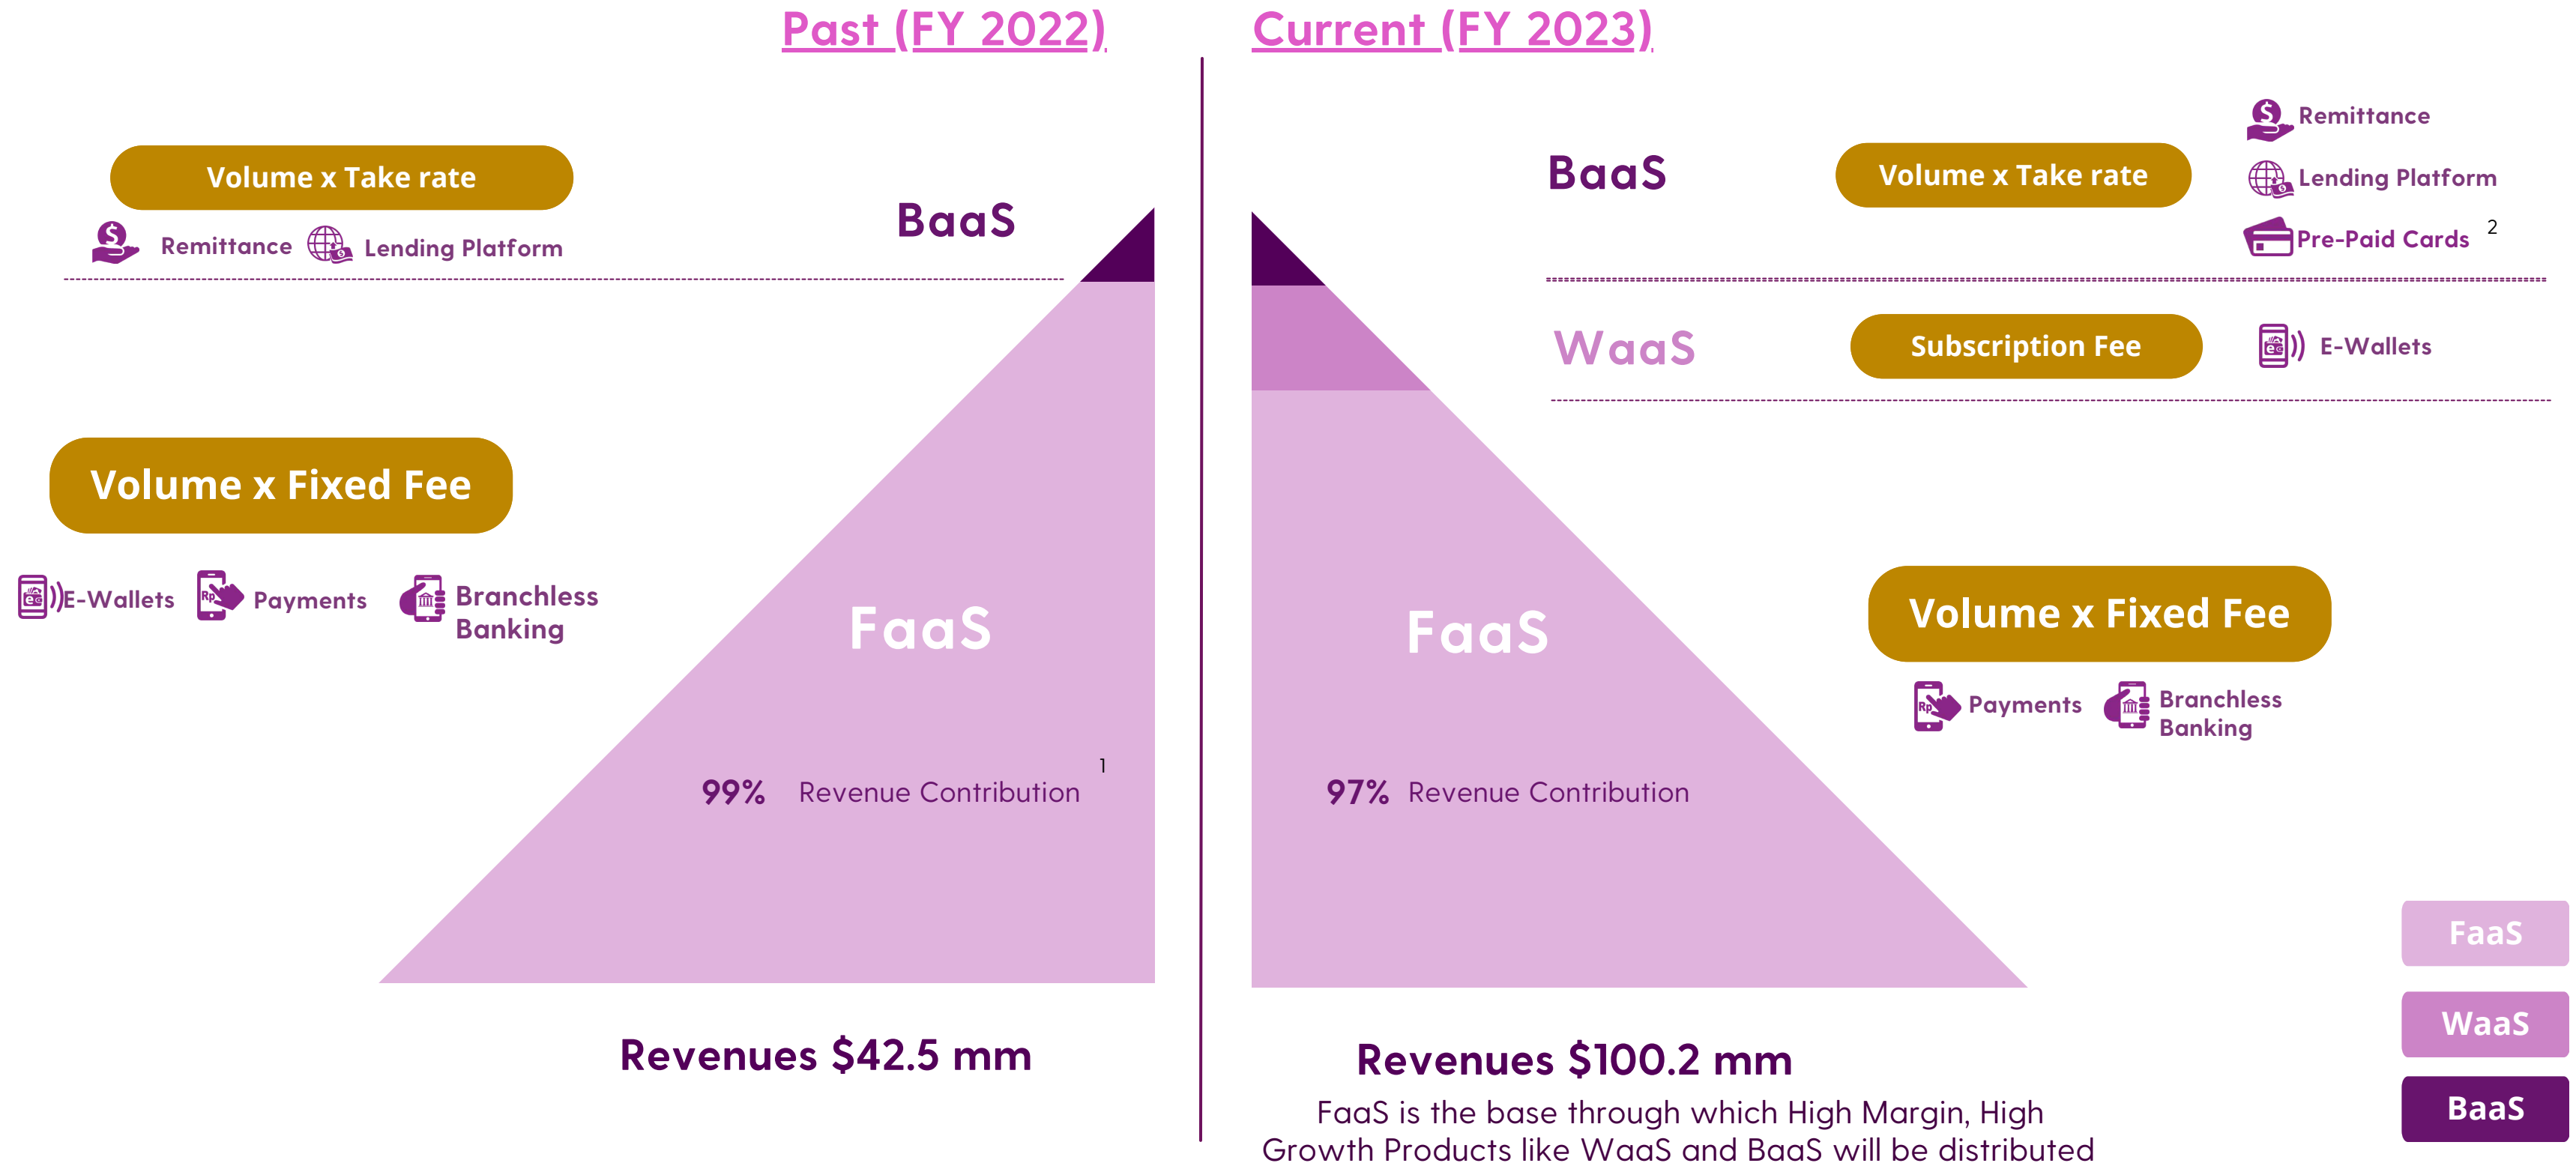 Past (FY 2022)
Volume x Take rate
Remittance
Lending Platform
BaaS
Volume x Fixed Fee
E-Wallets
Rp
Payments
Branchless
Banking
FaaS
99% Revenue Contribution 1
Revenues $42.5 mm
Current (FY 2023)
BaaS
Volume x Take rate
Remittance
Lending Platform
Pre-Paid Cards 2
WaaS
Subscription Fee
E-Wallets
FaaS
Volume x Fixed Fee
Rp
Payments
Branchless
Banking
97% Revenue Contribution
Revenues $100.2 mm
FaaS is the base through which High Margin, High
Growth Products like WaaS and BaaS will be distributed
FaaS
WaaS
BaaS